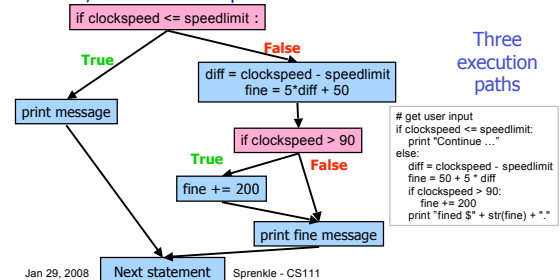 if clockspeed <= speedlimit :
True
False
diff = clockspeed - speedlimit
fine = 5*diff + 50
print message
if clockspeed > 90
True
False
fine += 200
print fine message
Next statement
Three
execution
paths
# get user input
if clockspeed <= speedlimit:
print "Continue …"
else:
diff = clockspeed - speedlimit
fine = 50 + 5 * diff
if clockspeed > 90:
fine += 200
print "fined $" + str(fine) + "."
Jan 29, 2008
Sprenkle - CS111